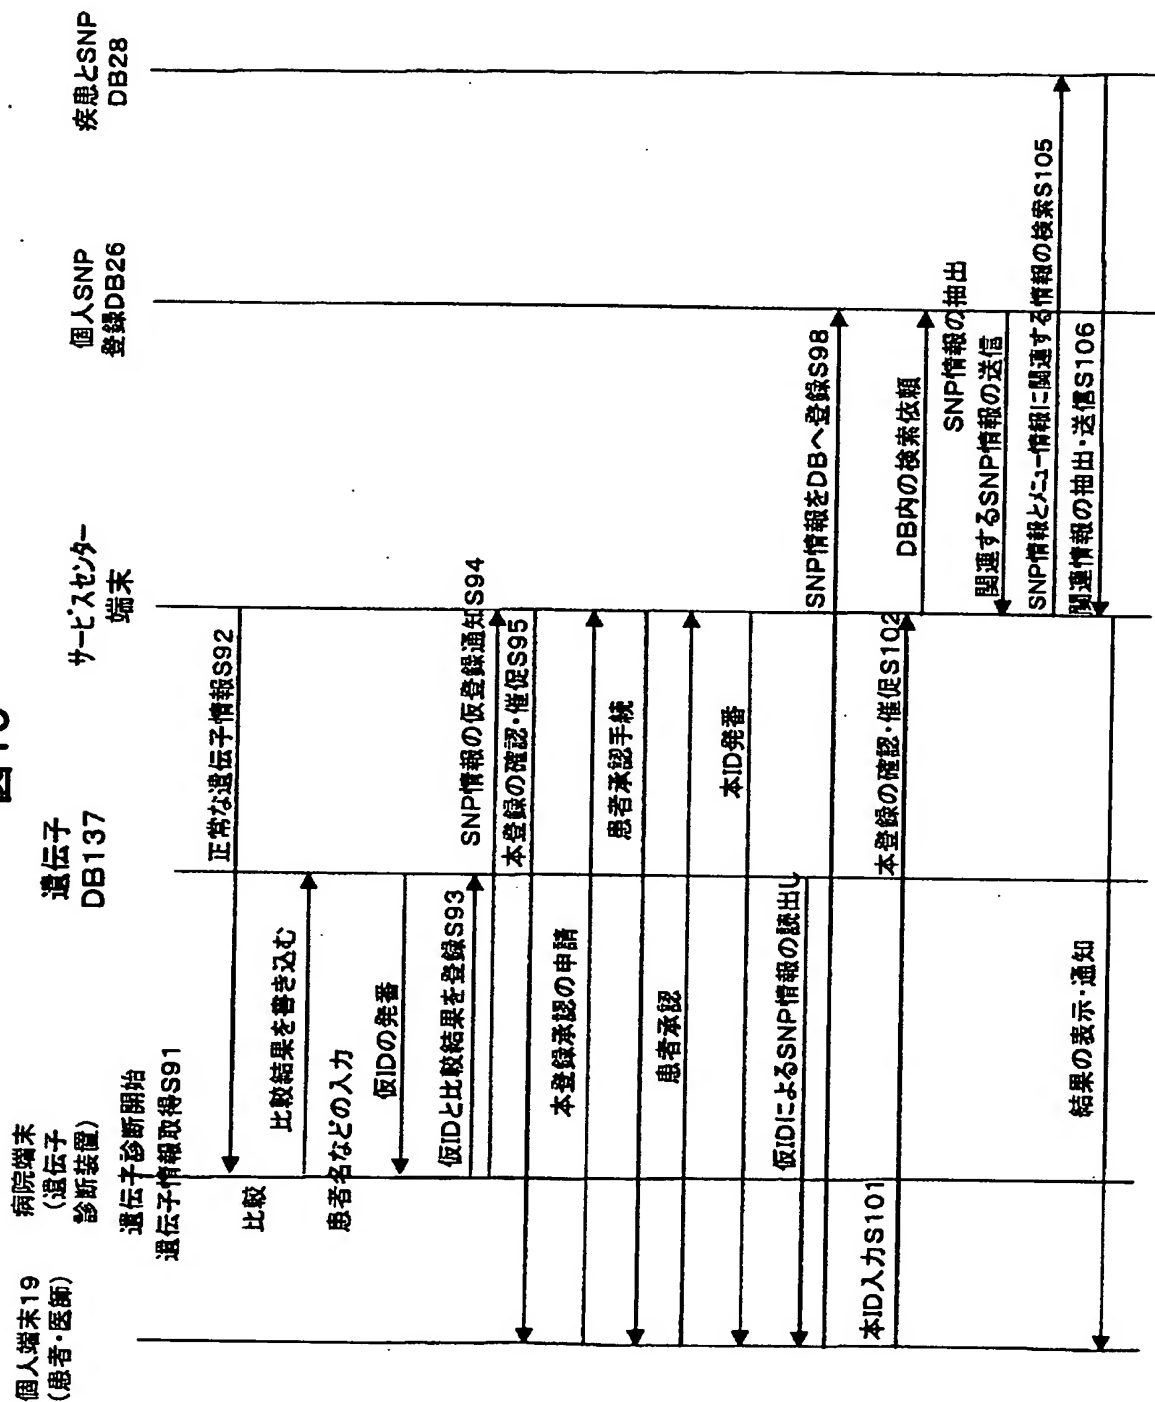 個人端末19
(患者・医師)
病院端末
(遺伝子
診断装置)
遺伝子
DB137
サービスセンター
端末
個人SNP
登録DB26
疾患とSNP
DB28
遺伝子診断開始
遺伝子情報取得S91
正常な遺伝子情報S92
比較
比較結果を書き込む
患者名などの入力
仮IDの発番
仮IDと比較結果を登録S93
SNP情報の仮登録通知S94
本登録の確認・催促S95
本登録承認の申請
患者承認手続
患者承認
本ID発番
仮IDによるSNP情報の読出し
SNP情報をDBへ登録S98
本ID入力S101
本登録の確認・催促S102
DB内の検索依頼
SNP情報の抽出
関連するSNP情報の送信
SNP情報とメニュー情報に関連する情報の検索S105
関連情報の抽出・送信S106
結果の表示・通知